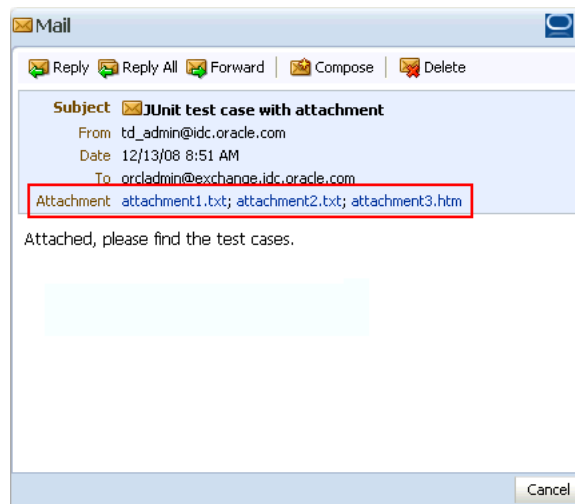 Mail
Reply Reply All Forward Compose Delete
Subject JUnit test case with attachment
From td_admin@idc.oracle.com
Date 12/13/08 8:51 AM
To orcladmin@exchange.idc.oracle.com
Attachment attachment1.txt; attachment2.txt; attachment3.htm
Attached, please find the test cases.
Cancel